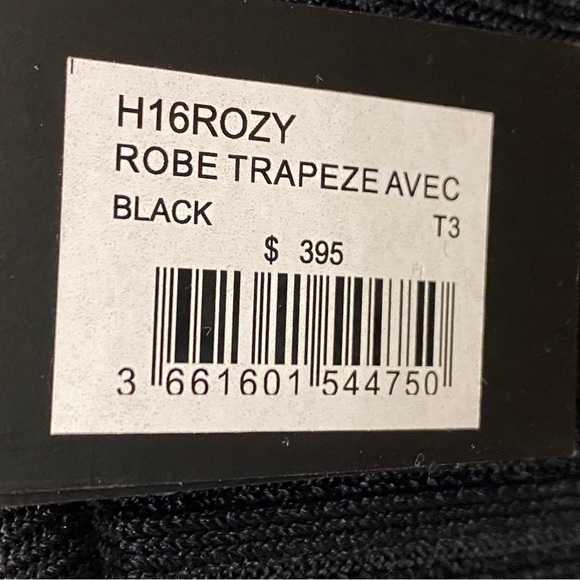 H16ROZY
ROBE TRAPEZE AVEC
BLACK T3
$ 395
3 661601 544750